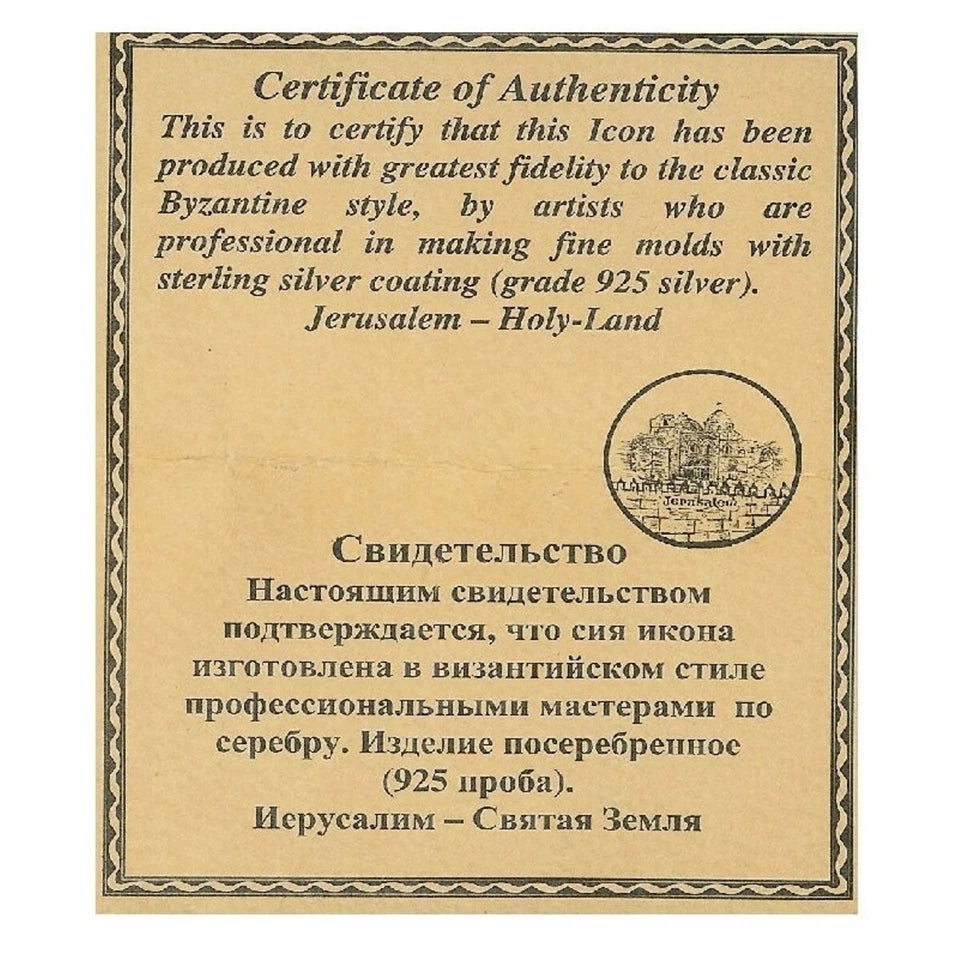 Certificate of Authenticity
This is to certify that this Icon has been
produced with greatest fidelity to the classic
Byzantine style, by artists who are
professional in making fine molds with
sterling silver coating (grade 925 silver).
Jerusalem – Holy-Land
Jerusalem
Свидетельство
Настоящим свидетельством
подтверждается, что сия икона
изготовлена в византийском стиле
профессиональными мастерами по
серебру. Изделие посеребренное
(925 проба).
Иерусалим – Святая Земля